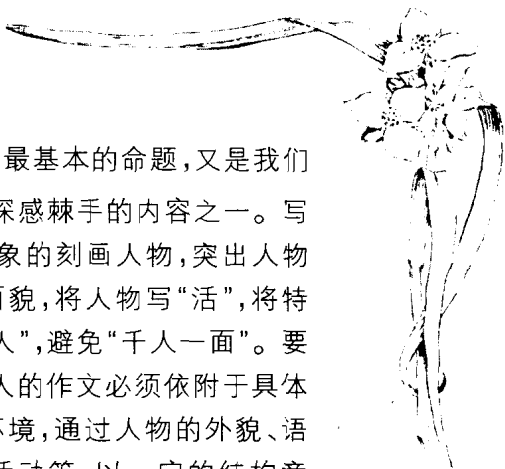 最基本的命题,又是我们
深感棘手的内容之一。写
象的刻画人物,突出人物
面貌,将人物写“活”,将特
人”,避免“千人一面”。要
人的作文必须依附于具体
环境,通过人物的外貌、语